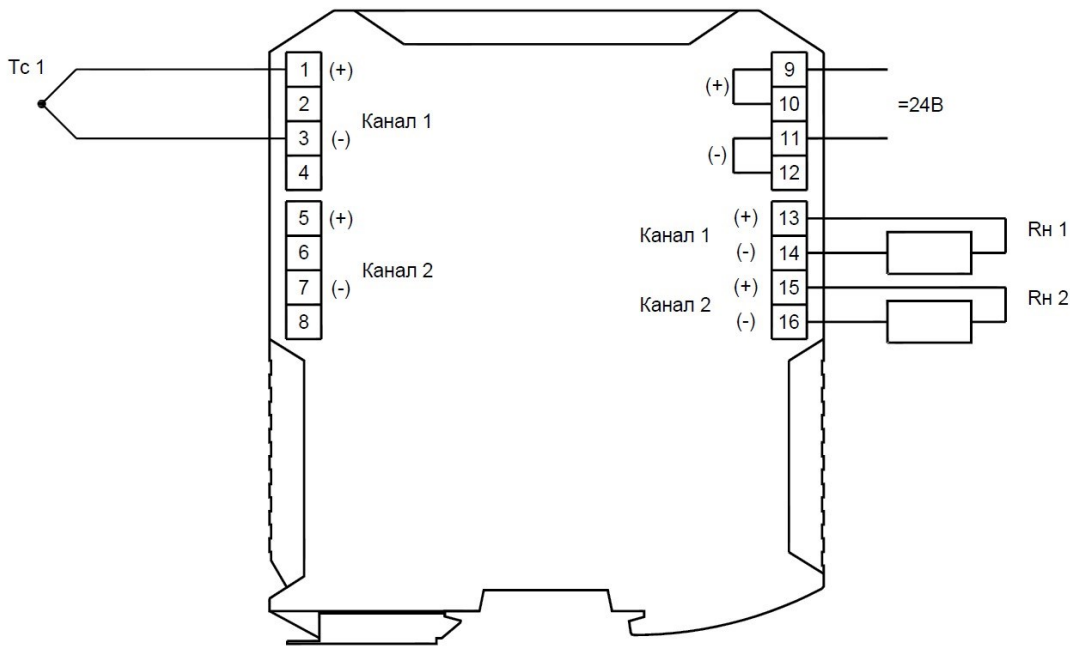 Тс 1
1 (+)
2
Канал 1
3 (-)
4
5 (+)
6
Канал 2
7 (-)
8
9
(+)
10
=24В
11
(-)
12
Канал 1
(+) 13
(-) 14
Rн 1
Канал 2
(+) 15
(-) 16
Rн 2